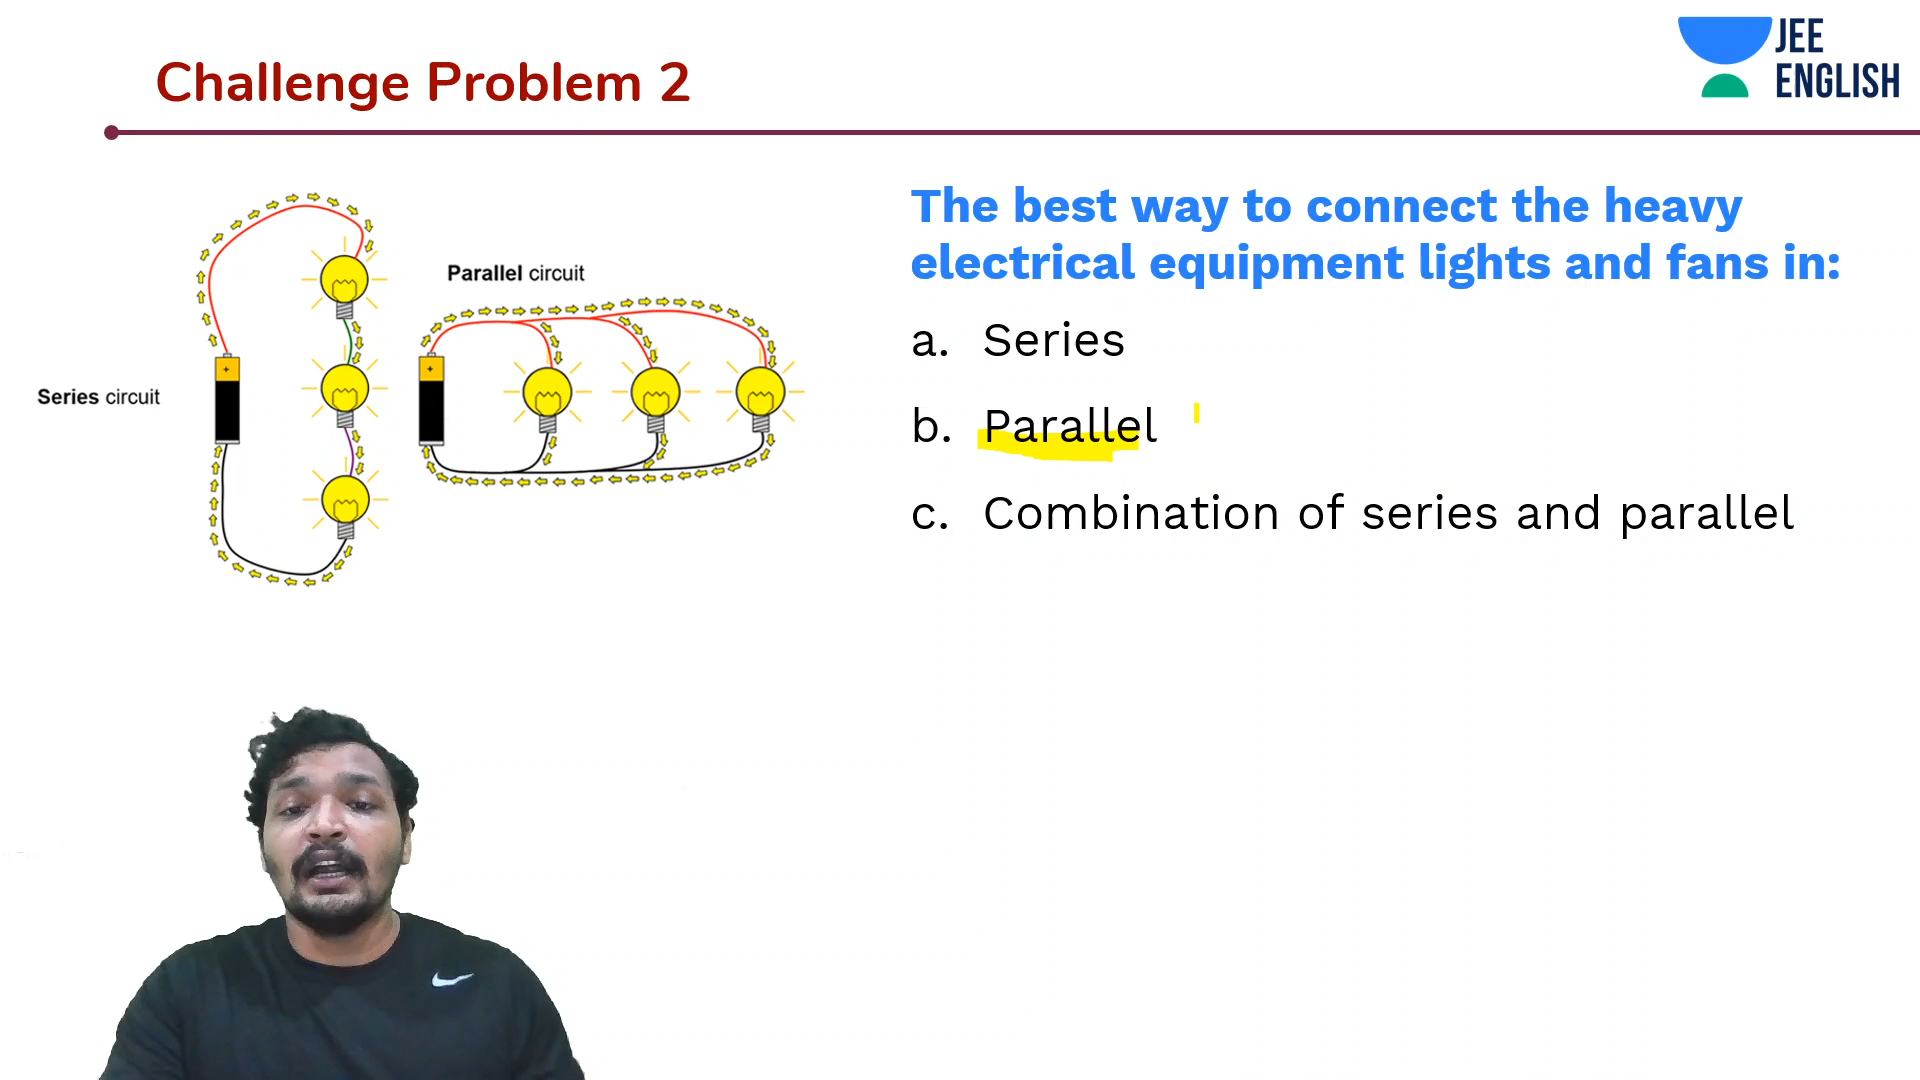 Challenge Problem 2
JEE
ENGLISH
Series circuit
Parallel circuit
+
+
The best way to connect the heavy
electrical equipment lights and fans in:
a. Series
b. Parallel
c. Combination of series and parallel